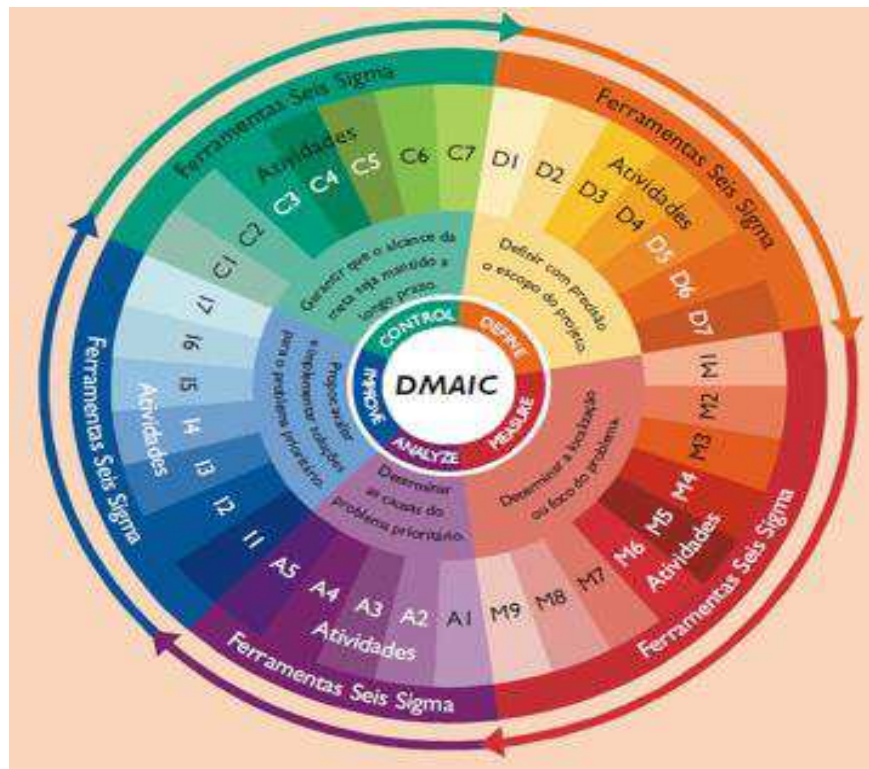 DMAIC
DEFINE
Definir com precisão
o escopo do projeto.
D1
D2
D3
D4
D5
D6
D7
Atividades
Ferramentas Seis Sigma
MEASURE
Determinar a localização
ou foco do problema.
M1
M2
M3
M4
M5
M6
M7
M8
M9
Atividades
Ferramentas Seis Sigma
ANALYZE
Determinar
as causas do
problema prioritário.
A1
A2
A3
A4
A5
Atividades
Ferramentas Seis Sigma
IMPROVE
Propor, avaliar
e implementar soluções
para o problema prioritário.
I1
I2
I3
I4
I5
I6
I7
Atividades
Ferramentas Seis Sigma
CONTROL
Garantir que o alcance da
meta seja mantido a
longo prazo.
C1
C2
C3
C4
C5
C6
C7
Atividades
Ferramentas Seis Sigma